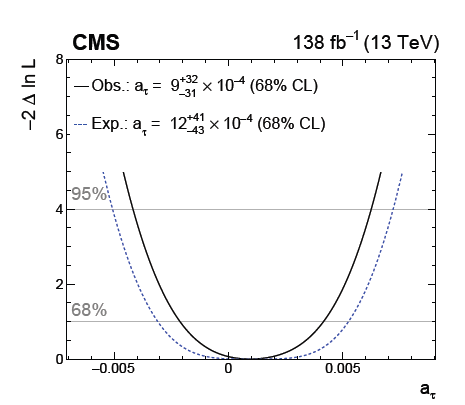 CMS 138 fb⁻¹ (13 TeV)
−2 Δ ln L
8
Obs.: aτ = 9 +32 −31 × 10⁻⁴ (68% CL)
6
Exp.: aτ = 12 +41 −43 × 10⁻⁴ (68% CL)
95%
4
2
68%
0
−0.005 0 0.005
aτ